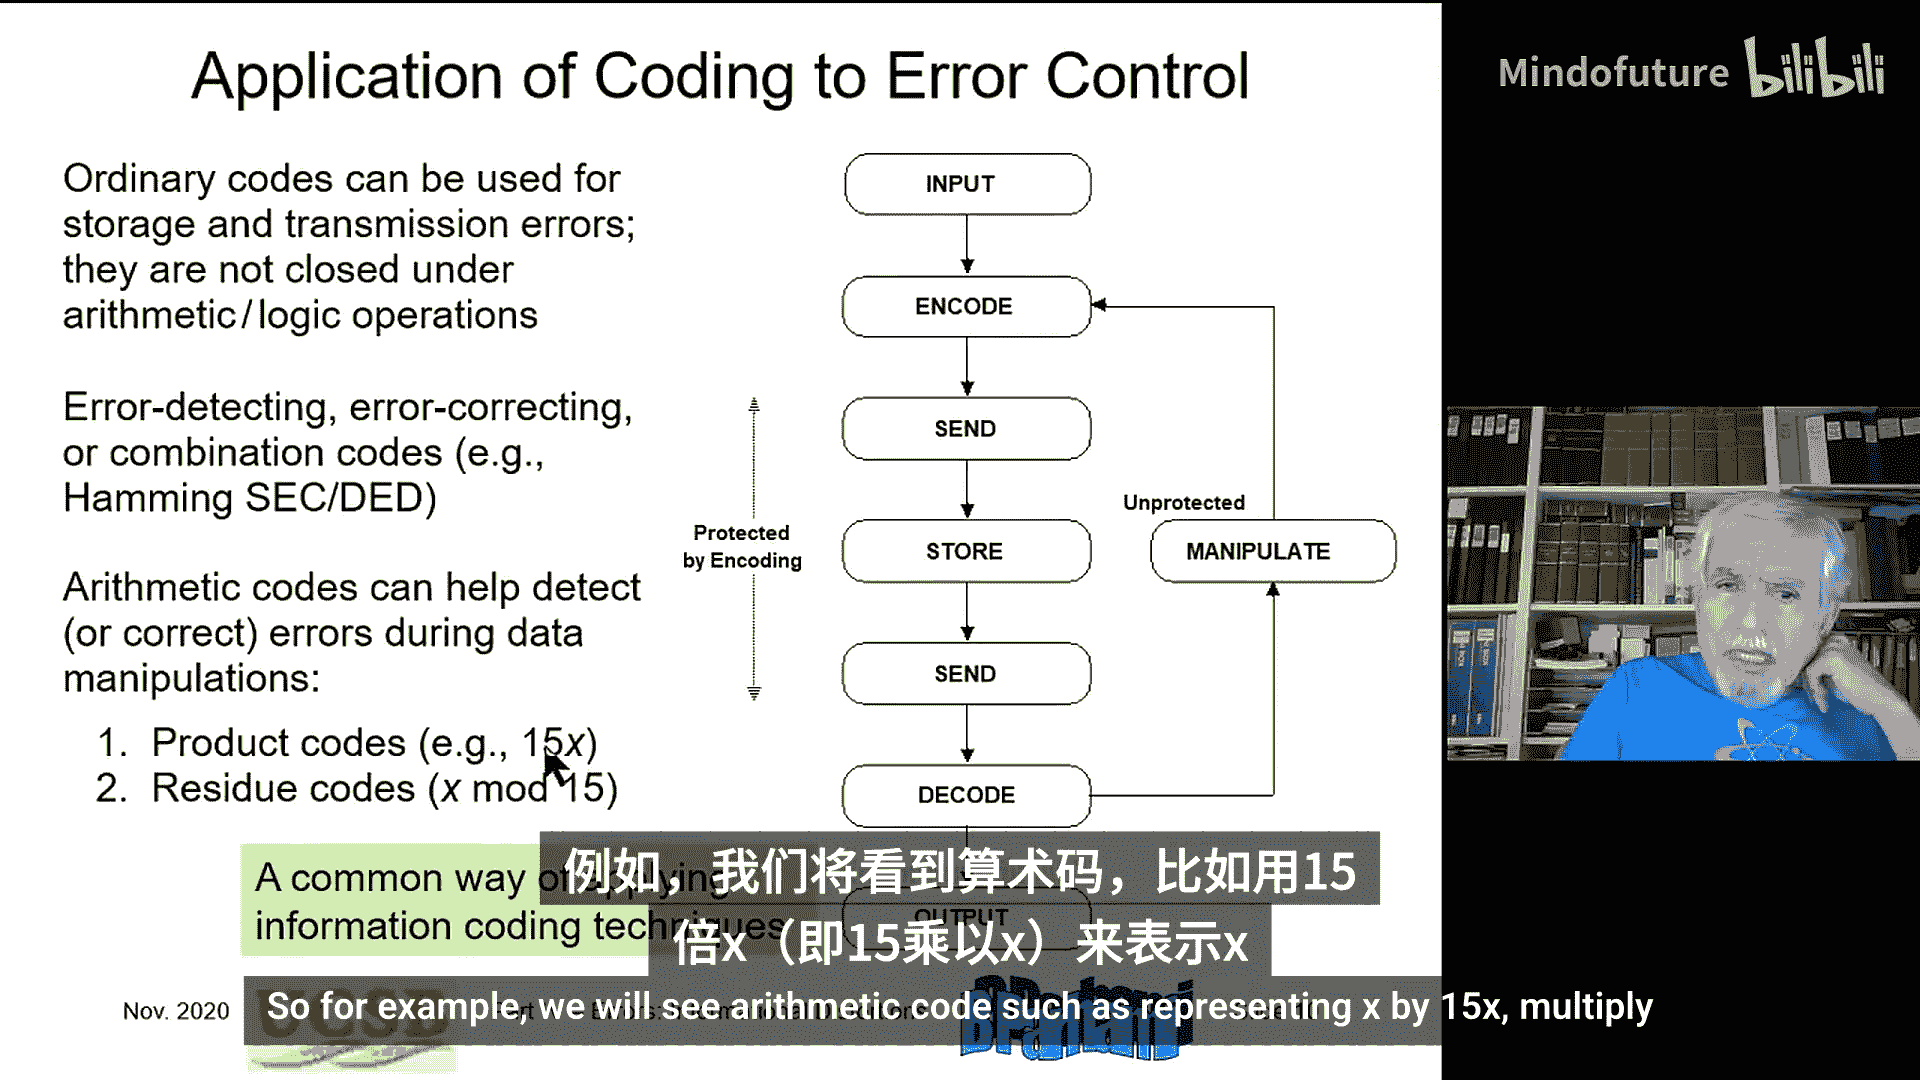 Application of Coding to Error Control
Mindofuture bilibili
Ordinary codes can be used for
storage and transmission errors;
they are not closed under
arithmetic/logic operations
Error-detecting, error-correcting,
or combination codes (e.g.,
Hamming SEC/DED)
Arithmetic codes can help detect
(or correct) errors during data
manipulations:
1. Product codes (e.g., 15x)
2. Residue codes (x mod 15)
A common way of applying
information coding techniques
INPUT
ENCODE
SEND
Protected
by Encoding
STORE
Unprotected
MANIPULATE
SEND
DECODE
OUTPUT
例如，我们将看到算术码，比如用15
倍x（即15乘以x）来表示x
So for example, we will see arithmetic code such as representing x by 15x, multiply
Nov. 2020
UCSB